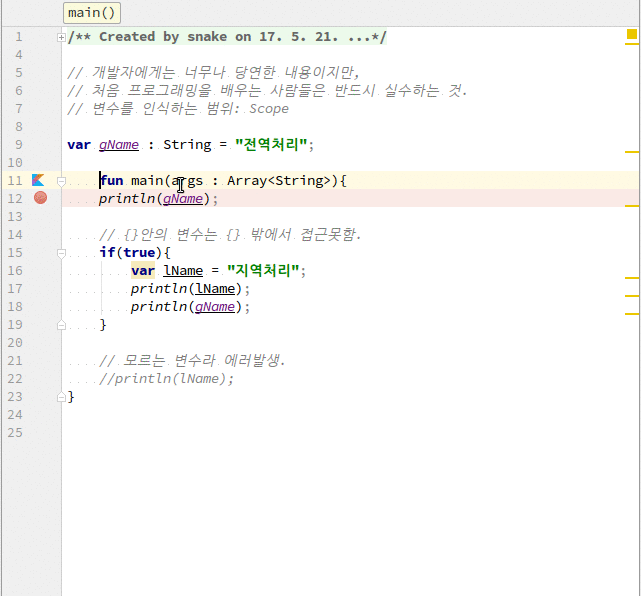 main()
1 /** Created by snake on 17. 5. 21. ...*/
4
5 // 개발자에게는 너무나 당연한 내용이지만,
6 // 처음 프로그래밍을 배우는 사람들은 반드시 실수하는 것.
7 // 변수를 인식하는 범위: Scope
8
9 var gName : String = "전역처리";
10
11 fun main(args : Array<String>){
12 println(gName);
13
14 // {}안의 변수는 {} 밖에서 접근못함.
15 if(true){
16 var lName = "지역처리";
17 println(lName);
18 println(gName);
19 }
20
21 // 모르는 변수라 에러발생.
22 //println(lName);
23 }
24
25